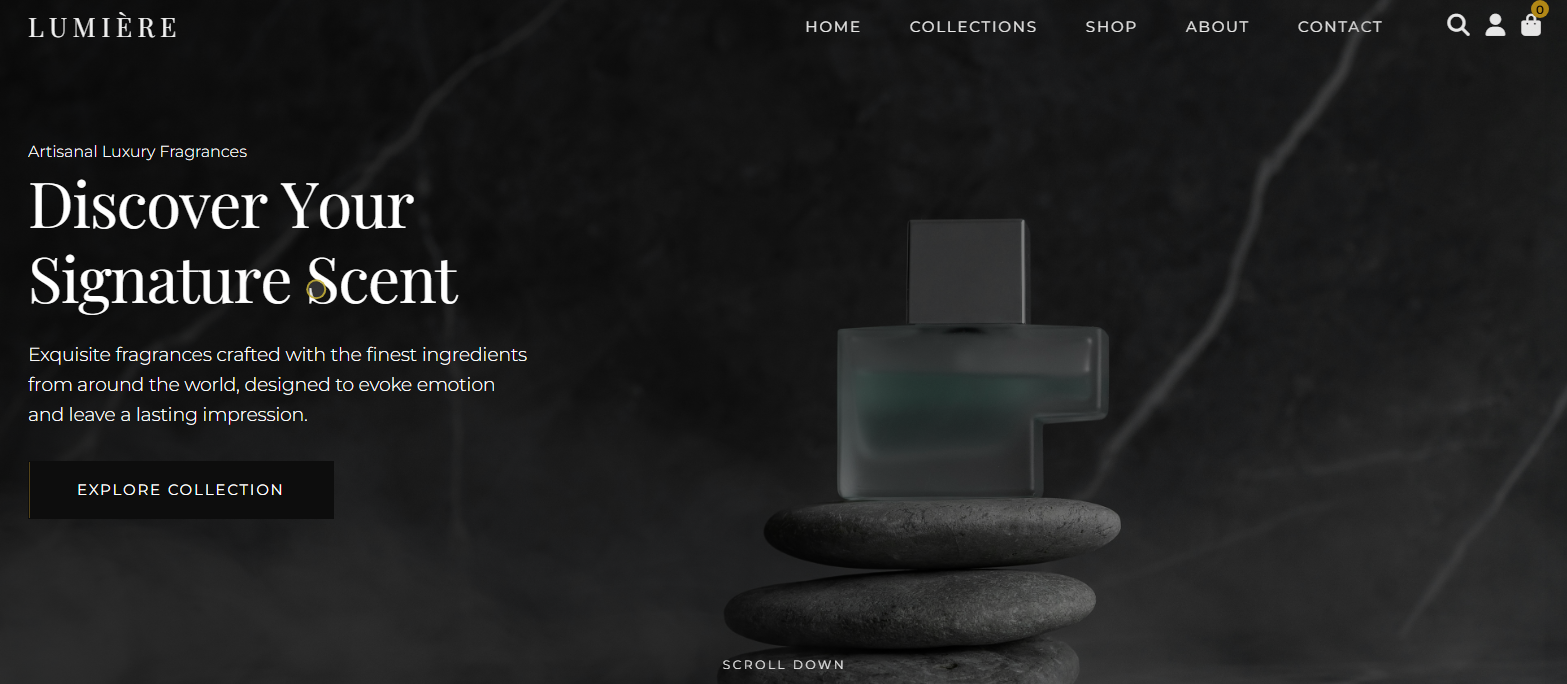 LUMIÈRE
HOME
COLLECTIONS
SHOP
ABOUT
CONTACT
0
Artisanal Luxury Fragrances
Discover Your
Signature Scent
Exquisite fragrances crafted with the finest ingredients
from around the world, designed to evoke emotion
and leave a lasting impression.
EXPLORE COLLECTION
SCROLL DOWN